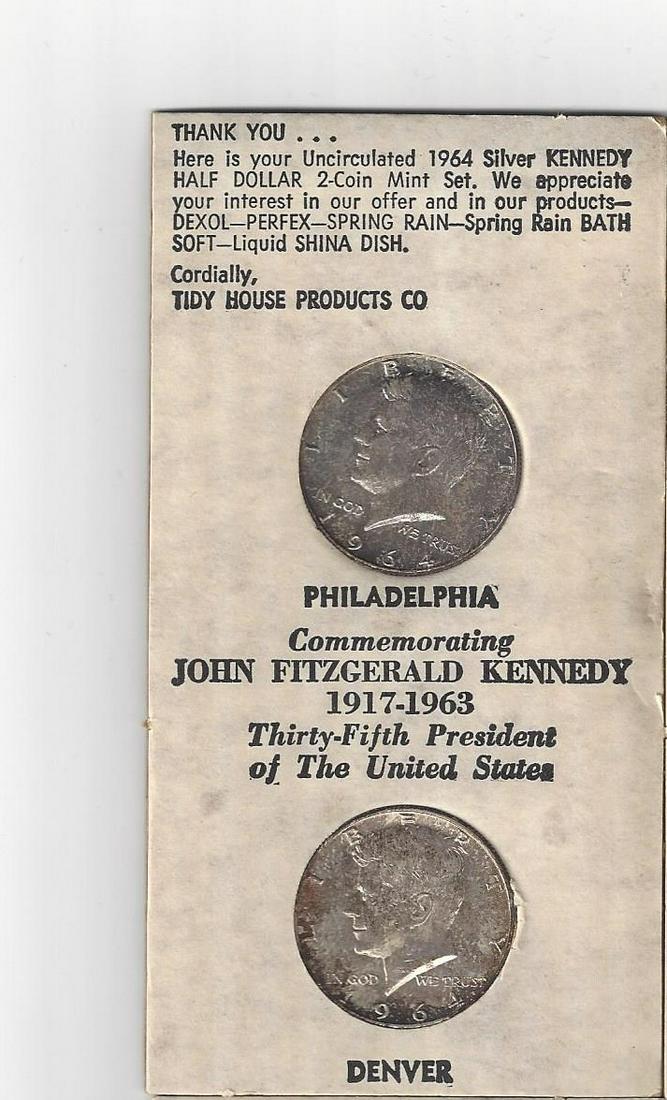 THANK YOU . . .
Here is your Uncirculated 1964 Silver KENNEDY
HALF DOLLAR 2-Coin Mint Set. We appreciate
your interest in our offer and in our products—
DEXOL—PERFEX—SPRING RAIN—Spring Rain BATH
SOFT—Liquid SHINA DISH.
Cordially,
TIDY HOUSE PRODUCTS CO
LIBERTY
IN GOD WE TRUST
1964
PHILADELPHIA
Commemorating
JOHN FITZGERALD KENNEDY
1917-1963
Thirty-Fifth President
of The United States
LIBERTY
IN GOD WE TRUST
1964
DENVER